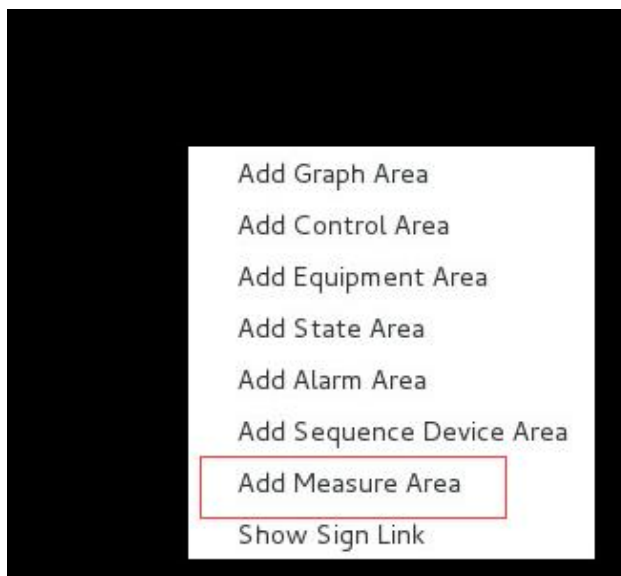 Add Graph Area
Add Control Area
Add Equipment Area
Add State Area
Add Alarm Area
Add Sequence Device Area
Add Measure Area
Show Sign Link